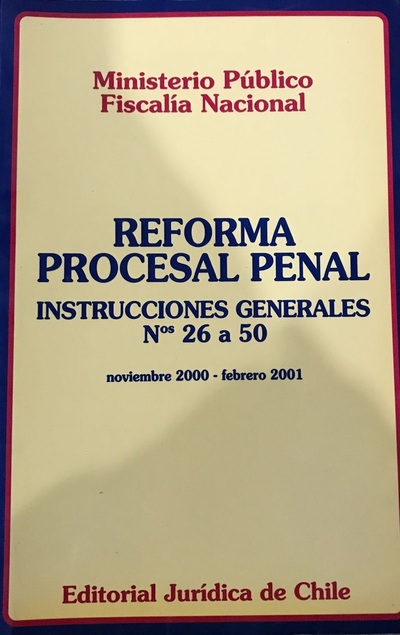 Ministerio Público
Fiscalía Nacional
REFORMA
PROCESAL PENAL
INSTRUCCIONES GENERALES
Nos 26 a 50
noviembre 2000 - febrero 2001
Editorial Jurídica de Chile